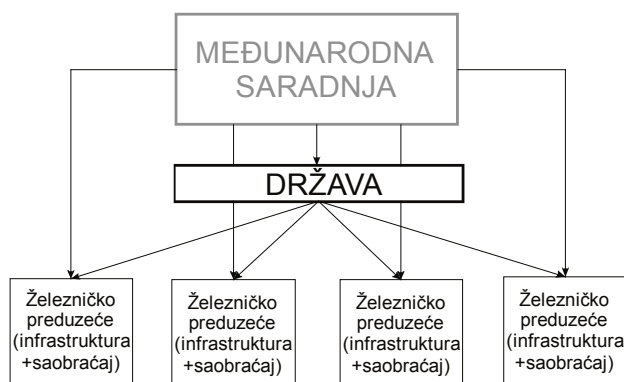 MEĐUNARODNA
SARADNJA
DRŽAVA
Železničko
preduzeće
(infrastruktura
+saobraćaj)
Železničko
preduzeće
(infrastruktura
+saobraćaj)
Železničko
preduzeće
(infrastruktura
+saobraćaj)
Železničko
preduzeće
(infrastruktura
+saobraćaj)